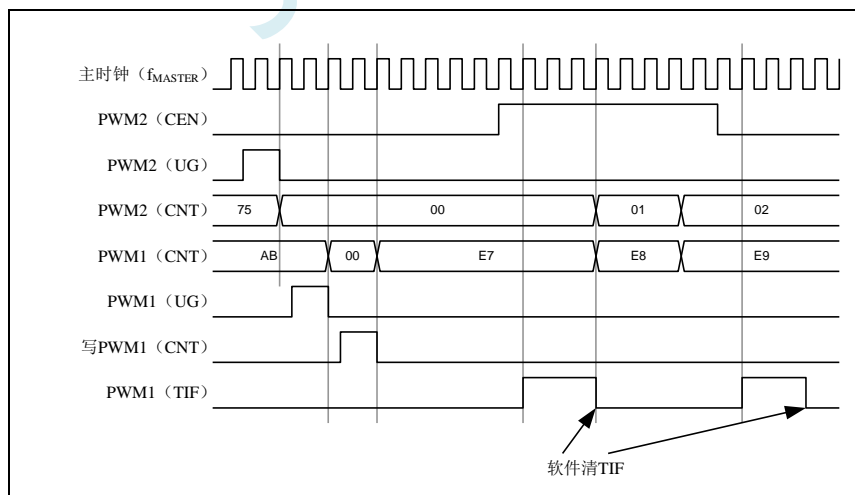 主时钟（fMASTER）
PWM2（CEN）
PWM2（UG）
PWM2（CNT） 75 00 01 02
PWM1（CNT） AB 00 E7 E8 E9
PWM1（UG）
写PWM1（CNT）
PWM1（TIF）
软件清TIF